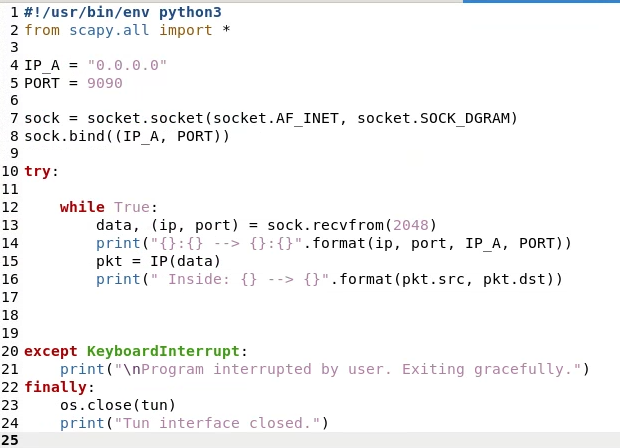 1 #!/usr/bin/env python3
2 from scapy.all import *
3
4 IP_A = "0.0.0.0"
5 PORT = 9090
6
7 sock = socket.socket(socket.AF_INET, socket.SOCK_DGRAM)
8 sock.bind((IP_A, PORT))
9
10 try:
11
12     while True:
13         data, (ip, port) = sock.recvfrom(2048)
14         print("{}:{} --> {}:{}".format(ip, port, IP_A, PORT))
15         pkt = IP(data)
16         print(" Inside: {} --> {}".format(pkt.src, pkt.dst))
17
18
19
20 except KeyboardInterrupt:
21     print("\nProgram interrupted by user. Exiting gracefully.")
22 finally:
23     os.close(tun)
24     print("Tun interface closed.")
25